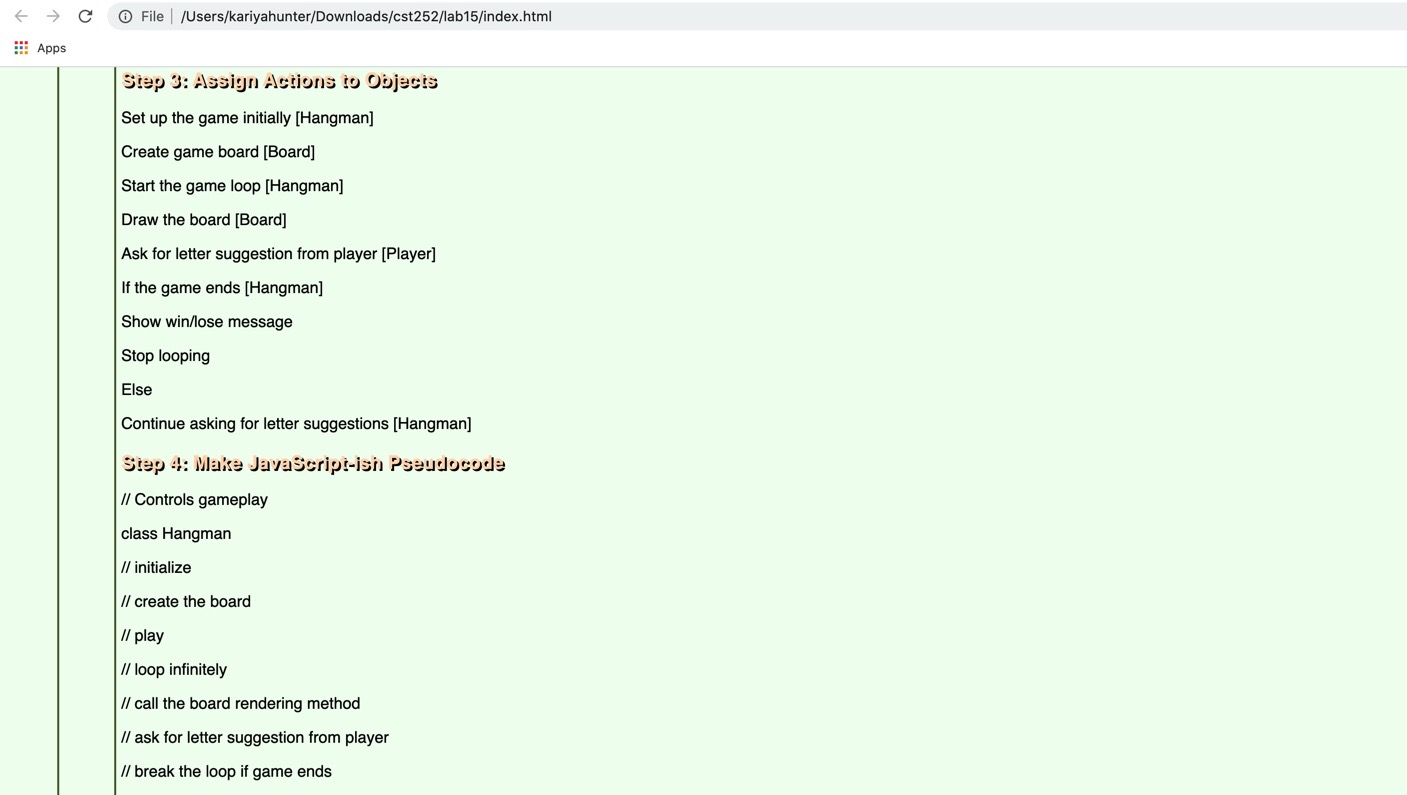 File
/Users/kariyahunter/Downloads/cst252/lab15/index.html
Apps
Step 3: Assign Actions to Objects
Set up the game initially [Hangman]
Create game board [Board]
Start the game loop [Hangman]
Draw the board [Board]
Ask for letter suggestion from player [Player]
If the game ends [Hangman]
Show win/lose message
Stop looping
Else
Continue asking for letter suggestions [Hangman]
Step 4: Make JavaScript-ish Pseudocode
// Controls gameplay
class Hangman
// initialize
// create the board
// play
// loop infinitely
// call the board rendering method
// ask for letter suggestion from player
// break the loop if game ends